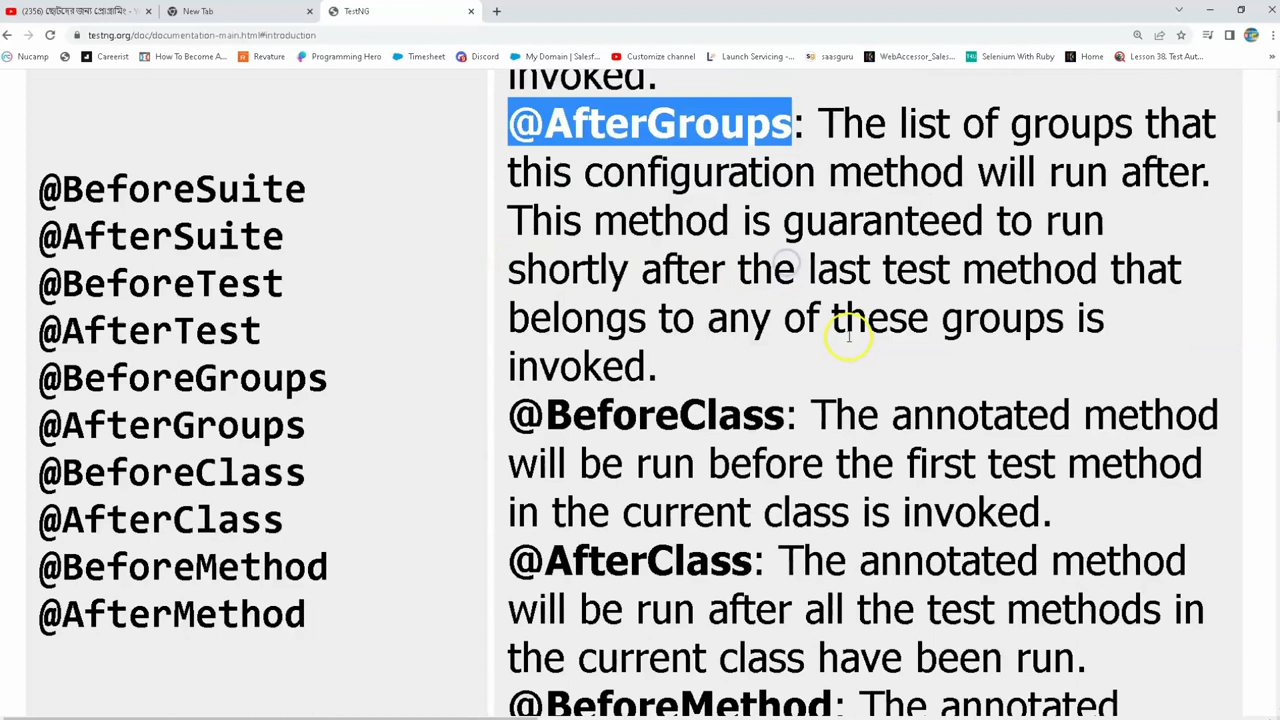 (2356) ছোটদের জন্য প্রোগ্রামিং - Y
New Tab
TestNG
testng.org/doc/documentation-main.html#introduction
Nucamp
Careerist
How To Become A...
Revature
Programming Hero
Timesheet
Discord
My Domain | Salesf...
Customize channel
Launch Servicing -...
saasguru
WebAccessor_Sales...
Home
Selenium With Ruby
Lesson 38. Test Aut...
@BeforeSuite
@AfterSuite
@BeforeTest
@AfterTest
@BeforeGroups
@AfterGroups
@BeforeClass
@AfterClass
@BeforeMethod
@AfterMethod
invoked.
@AfterGroups: The list of groups that
this configuration method will run after.
This method is guaranteed to run
shortly after the last test method that
belongs to any of these groups is
invoked.
@BeforeClass: The annotated method
will be run before the first test method
in the current class is invoked.
@AfterClass: The annotated method
will be run after all the test methods in
the current class have been run.
@BeforeMethod: The annotated